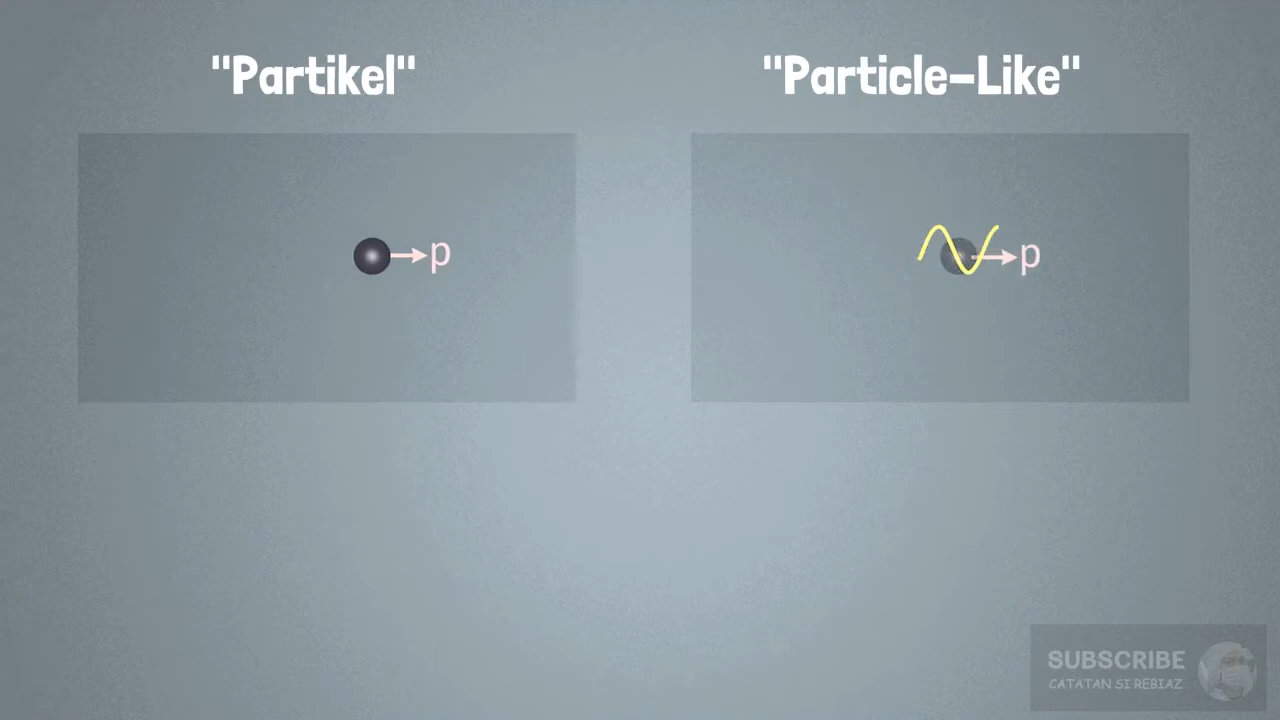 "Partikel"
"Particle-Like"
p
p
SUBSCRIBE
CATATAN SI REBIAZ